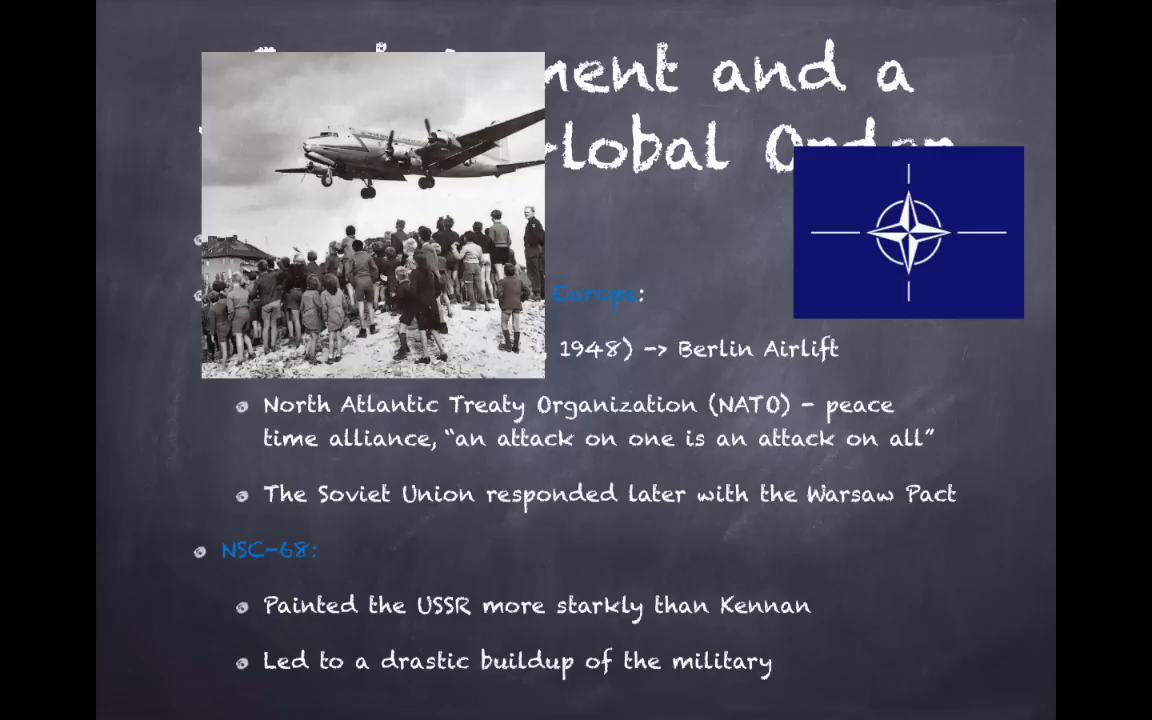 and a
Global Order
Europe:
1948) -> Berlin Airlift
North Atlantic Treaty Organization (NATO) - peace
time alliance, “an attack on one is an attack on all”
The Soviet Union responded later with the Warsaw Pact
NSC-68:
Painted the USSR more starkly than Kennan
Led to a drastic buildup of the military